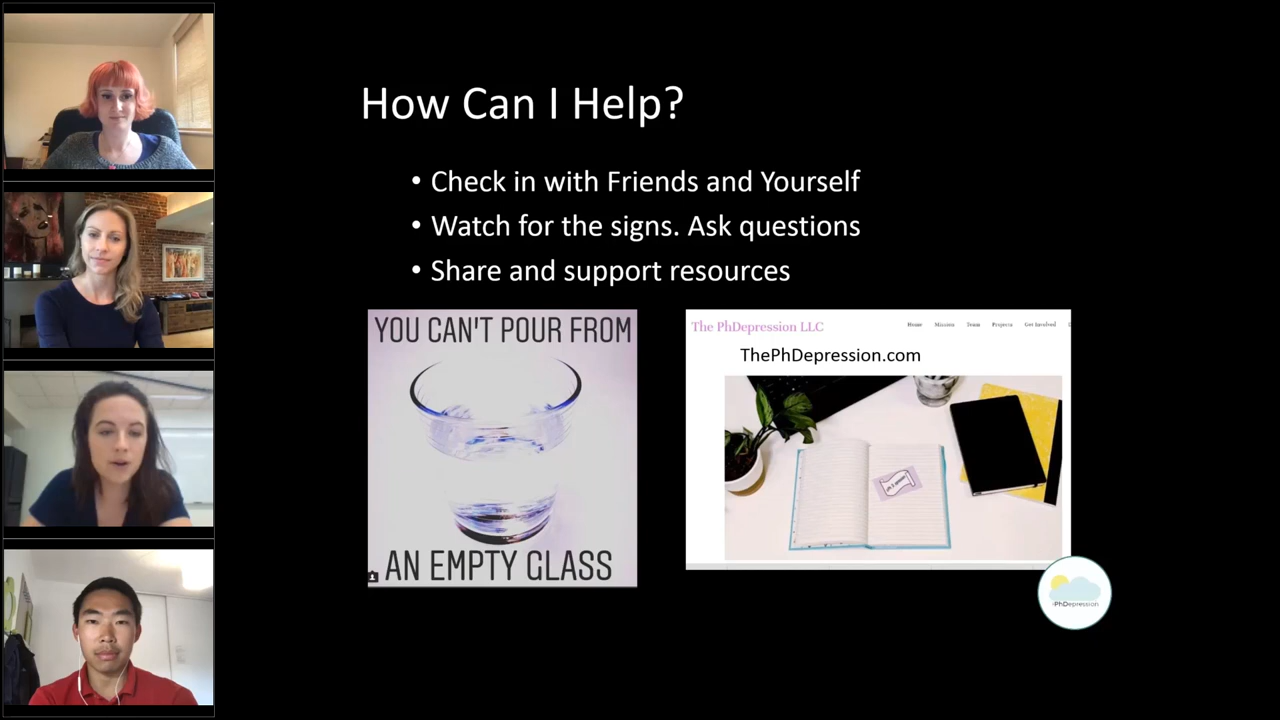 How Can I Help?
• Check in with Friends and Yourself
• Watch for the signs. Ask questions
• Share and support resources
YOU CAN'T POUR FROM
AN EMPTY GLASS
The PhDepression LLC
Home Mission Team Projects Get Involved
ThePhDepression.com
PhDepression